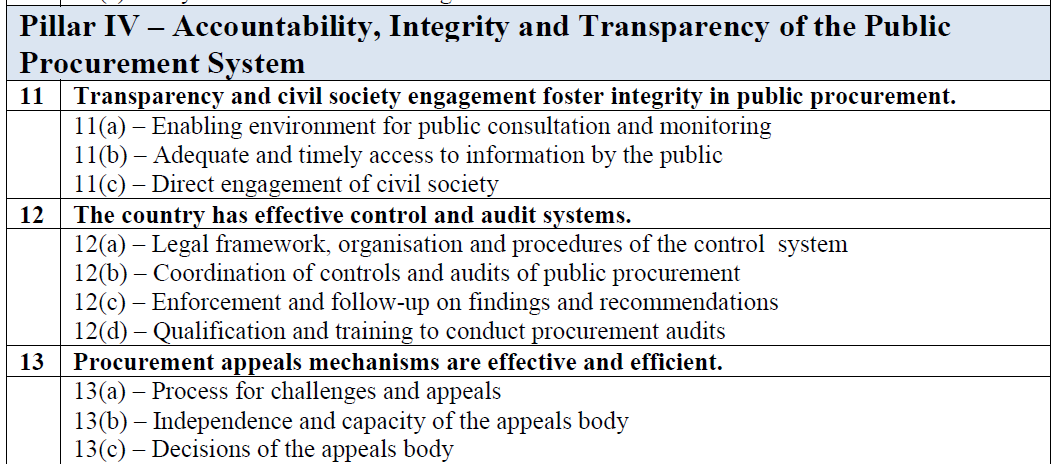 Pillar IV – Accountability, Integrity and Transparency of the Public
Procurement System
11 Transparency and civil society engagement foster integrity in public procurement.
11(a) – Enabling environment for public consultation and monitoring
11(b) – Adequate and timely access to information by the public
11(c) – Direct engagement of civil society
12 The country has effective control and audit systems.
12(a) – Legal framework, organisation and procedures of the control system
12(b) – Coordination of controls and audits of public procurement
12(c) – Enforcement and follow-up on findings and recommendations
12(d) – Qualification and training to conduct procurement audits
13 Procurement appeals mechanisms are effective and efficient.
13(a) – Process for challenges and appeals
13(b) – Independence and capacity of the appeals body
13(c) – Decisions of the appeals body